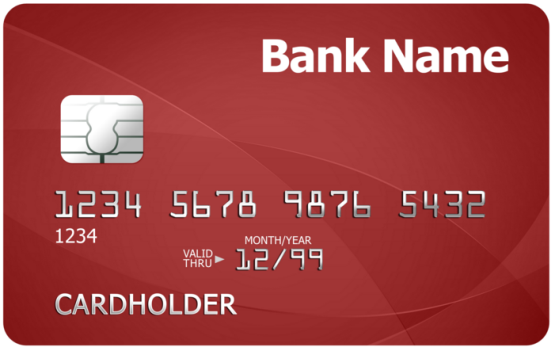 Bank Name
1234 5678 9876 5432
1234
MONTH/YEAR
VALID
THRU
12/99
CARDHOLDER